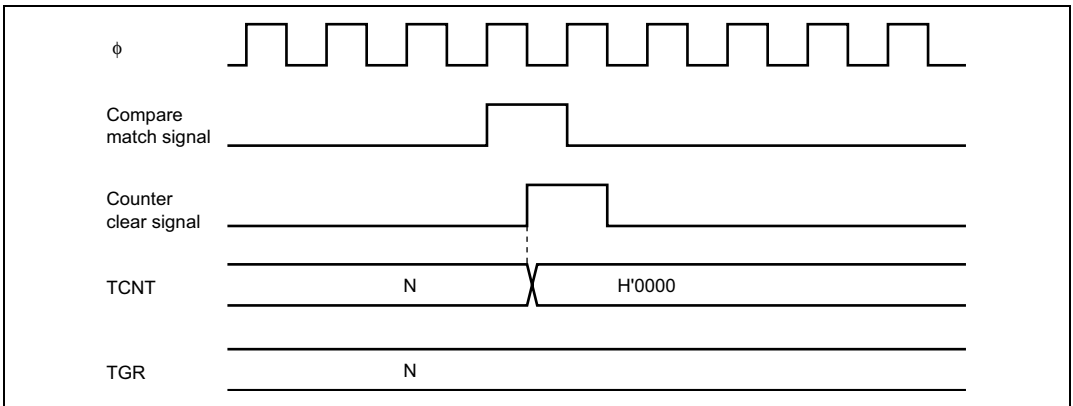 ϕ
Compare
match signal
Counter
clear signal
TCNT N H'0000
TGR N